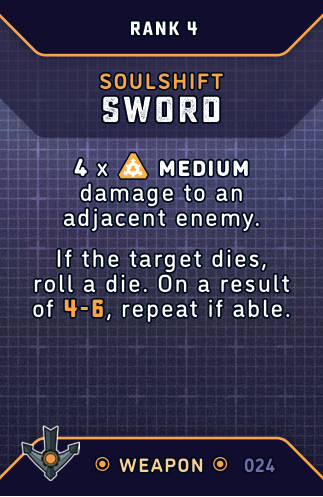 RANK 4
SOULSHIFT
SWORD
4 x MEDIUM
damage to an
adjacent enemy.
If the target dies,
roll a die. On a result
of 4-6, repeat if able.
WEAPON 024